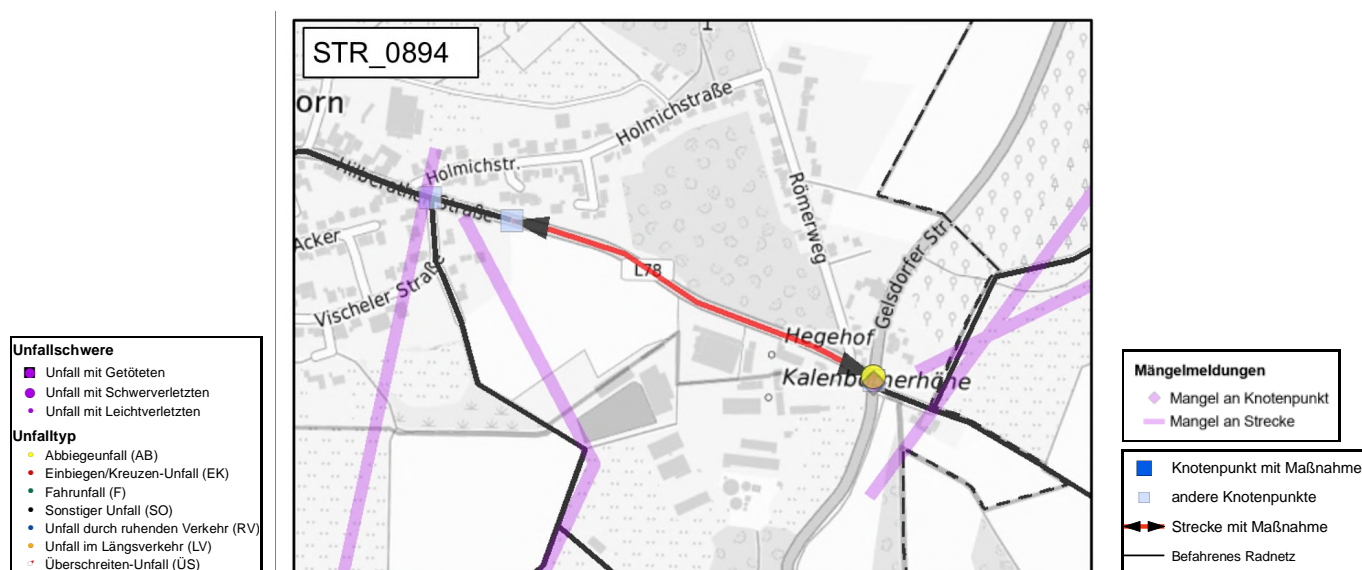 STR_0894
1
orn
Holmichstraße
Holmichstr.
Hilberather Straße
Römerweg
Acker
Gelsdorfer Str.
L78
Vischeler Straße
Hegehof
Kalenbornerhöhe
Unfallschwere
Unfall mit Getöteten
Unfall mit Schwerverletzten
Unfall mit Leichtverletzten
Unfalltyp
Abbiegeunfall (AB)
Einbiegen/Kreuzen-Unfall (EK)
Fahrunfall (F)
Sonstiger Unfall (SO)
Unfall durch ruhenden Verkehr (RV)
Unfall im Längsverkehr (LV)
Überschreiten-Unfall (ÜS)
Mängelmeldungen
Mangel an Knotenpunkt
Mangel an Strecke
Knotenpunkt mit Maßnahme
andere Knotenpunkte
Strecke mit Maßnahme
Befahrenes Radnetz